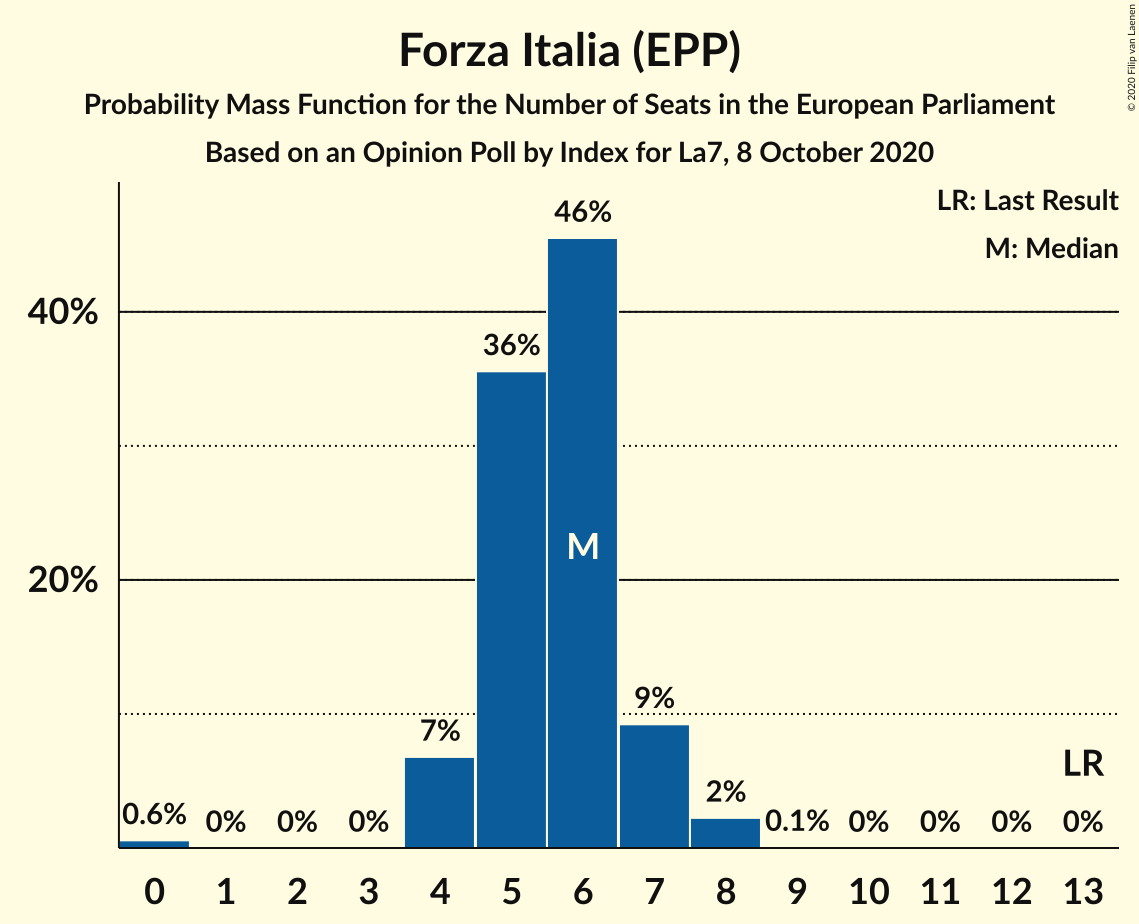 Forza Italia (EPP)
Probability Mass Function for the Number of Seats in the European Parliament
Based on an Opinion Poll by Index for La7, 8 October 2020
© 2020 Filip van Laenen
LR: Last Result
M: Median
46%
40%
36%
M
20%
9%
7%
LR
2%
0.6% 0% 0% 0% 0.1% 0% 0% 0% 0%
0 1 2 3 4 5 6 7 8 9 10 11 12 13